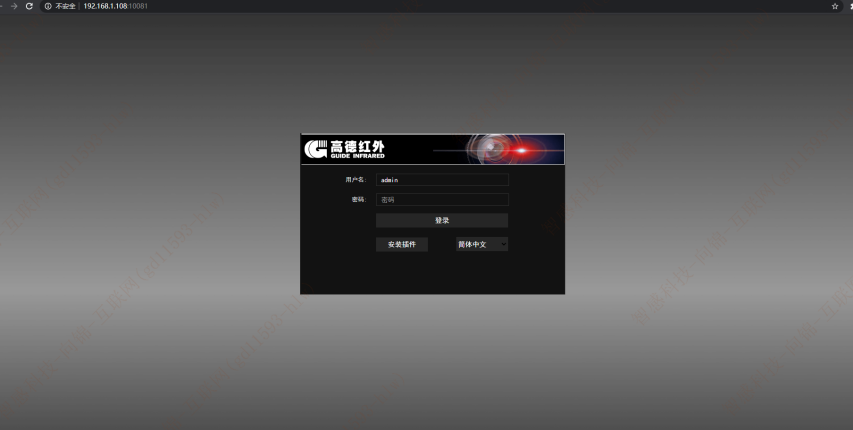 不安全 192.168.1.108:10081
高德红外
GUIDE INFRARED
用户名: admin
密码: 密码
登录
安装插件 简体中文